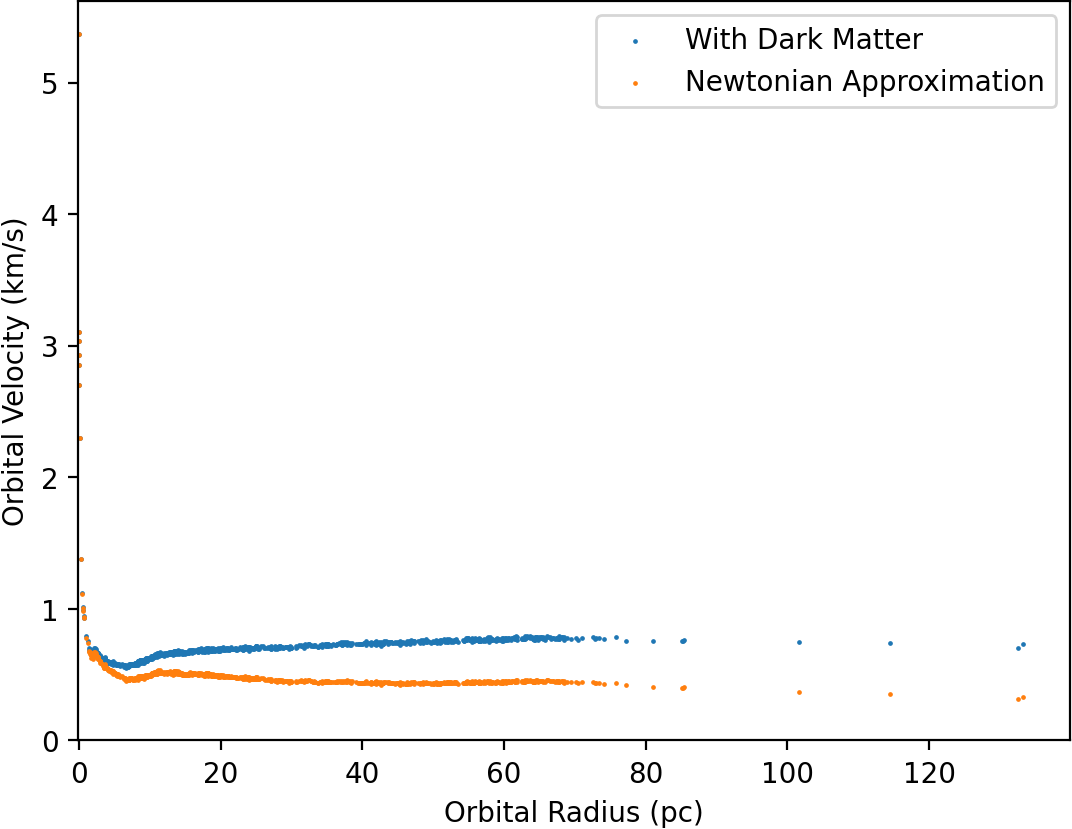 With Dark Matter
Newtonian Approximation
5
4
3
2
1
0
Orbital Velocity (km/s)
0 20 40 60 80 100 120
Orbital Radius (pc)